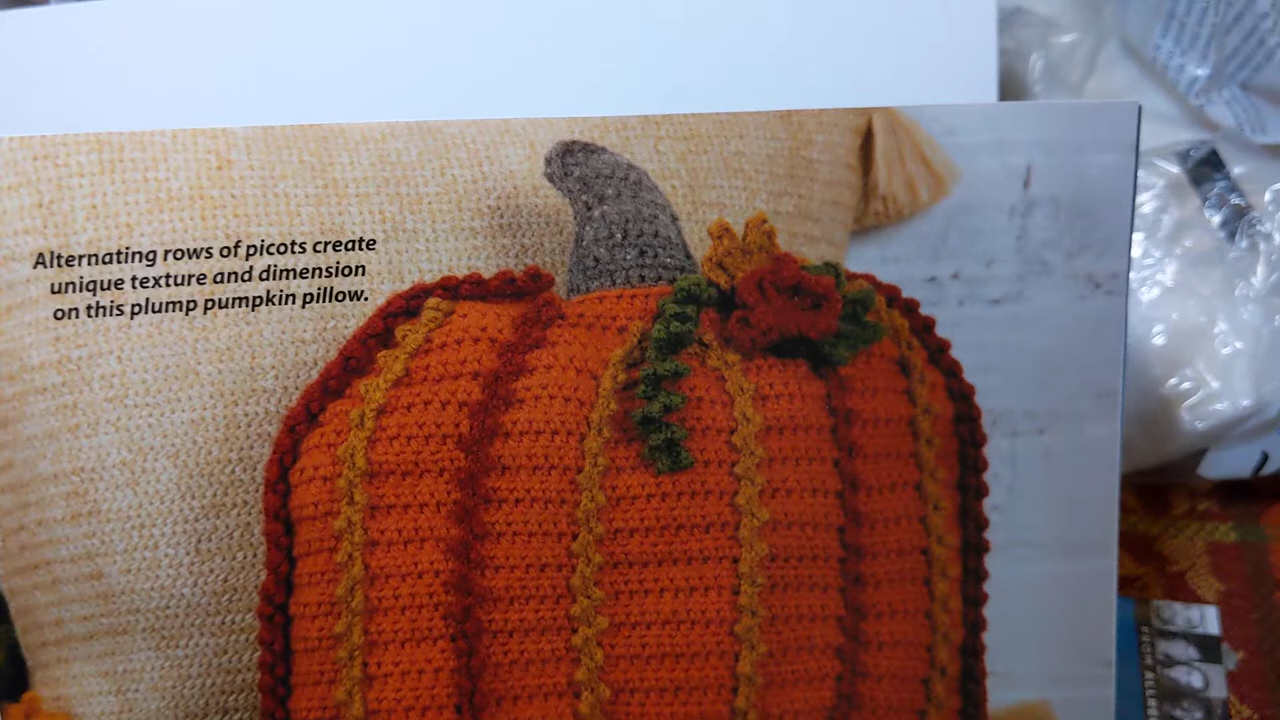 Alternating rows of picots create
unique texture and dimension
on this plump pumpkin pillow.